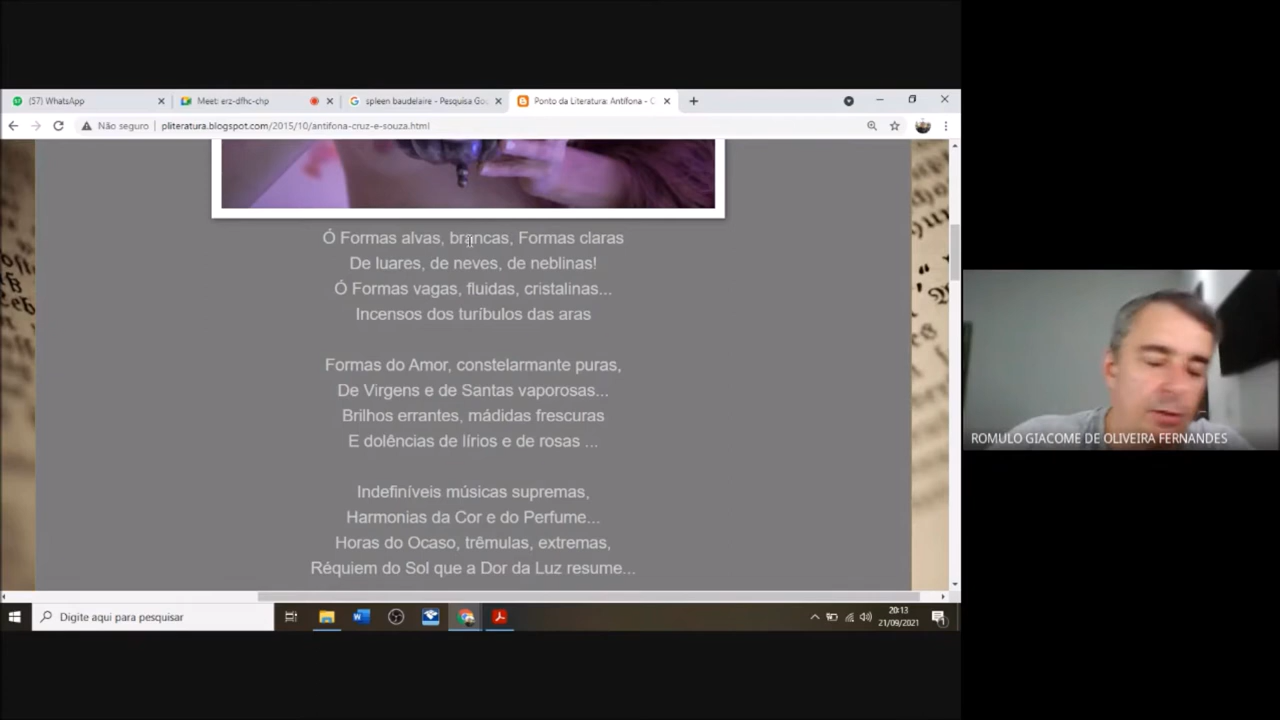 (57) WhatsApp
Meet: erz-dfhc-chp
spleen baudelaire - Pesquisa Goo
Ponto da Literatura: Antífona - C
Não seguro
pliteratura.blogspot.com/2015/10/antifona-cruz-e-souza.html
Ó Formas alvas, brancas, Formas claras
De luares, de neves, de neblinas!
Ó Formas vagas, fluidas, cristalinas...
Incensos dos turíbulos das aras
Formas do Amor, constelarmante puras,
De Virgens e de Santas vaporosas...
Brilhos errantes, mádidas frescuras
E dolências de lírios e de rosas ...
Indefiníveis músicas supremas,
Harmonias da Cor e do Perfume...
Horas do Ocaso, trêmulas, extremas,
Réquiem do Sol que a Dor da Luz resume...
ROMULO GIACOME DE OLIVEIRA FERNANDES
Digite aqui para pesquisar
20:13
21/09/2021